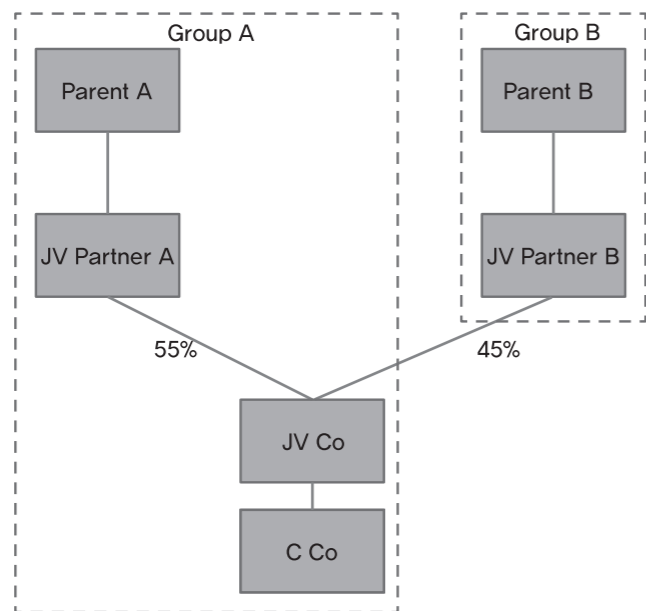 Group A
Group B
Parent A
Parent B
JV Partner A
JV Partner B
55%
45%
JV Co
C Co